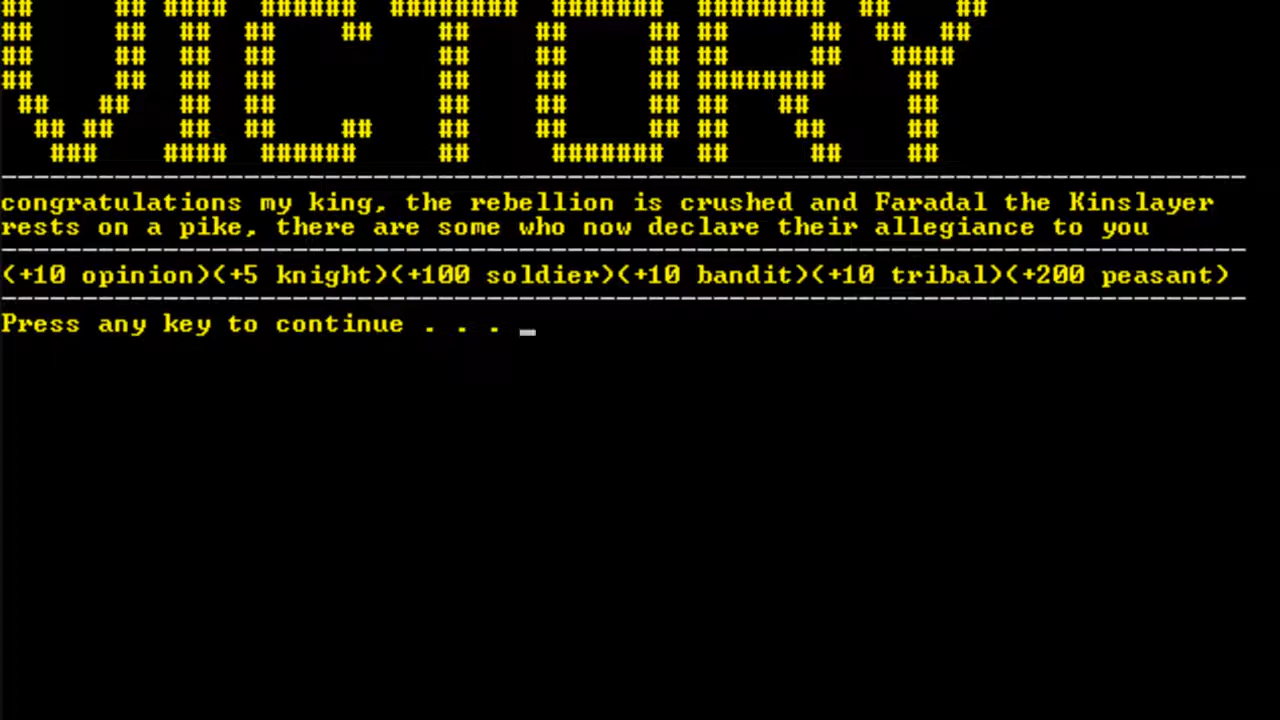 VICTORY
congratulations my king, the rebellion is crushed and Faradal the Kinslayer
rests on a pike, there are some who now declare their allegiance to you
(+10 opinion)(+5 knight)(+100 soldier)(+10 bandit)(+10 tribal)(+200 peasant)
Press any key to continue . . . _